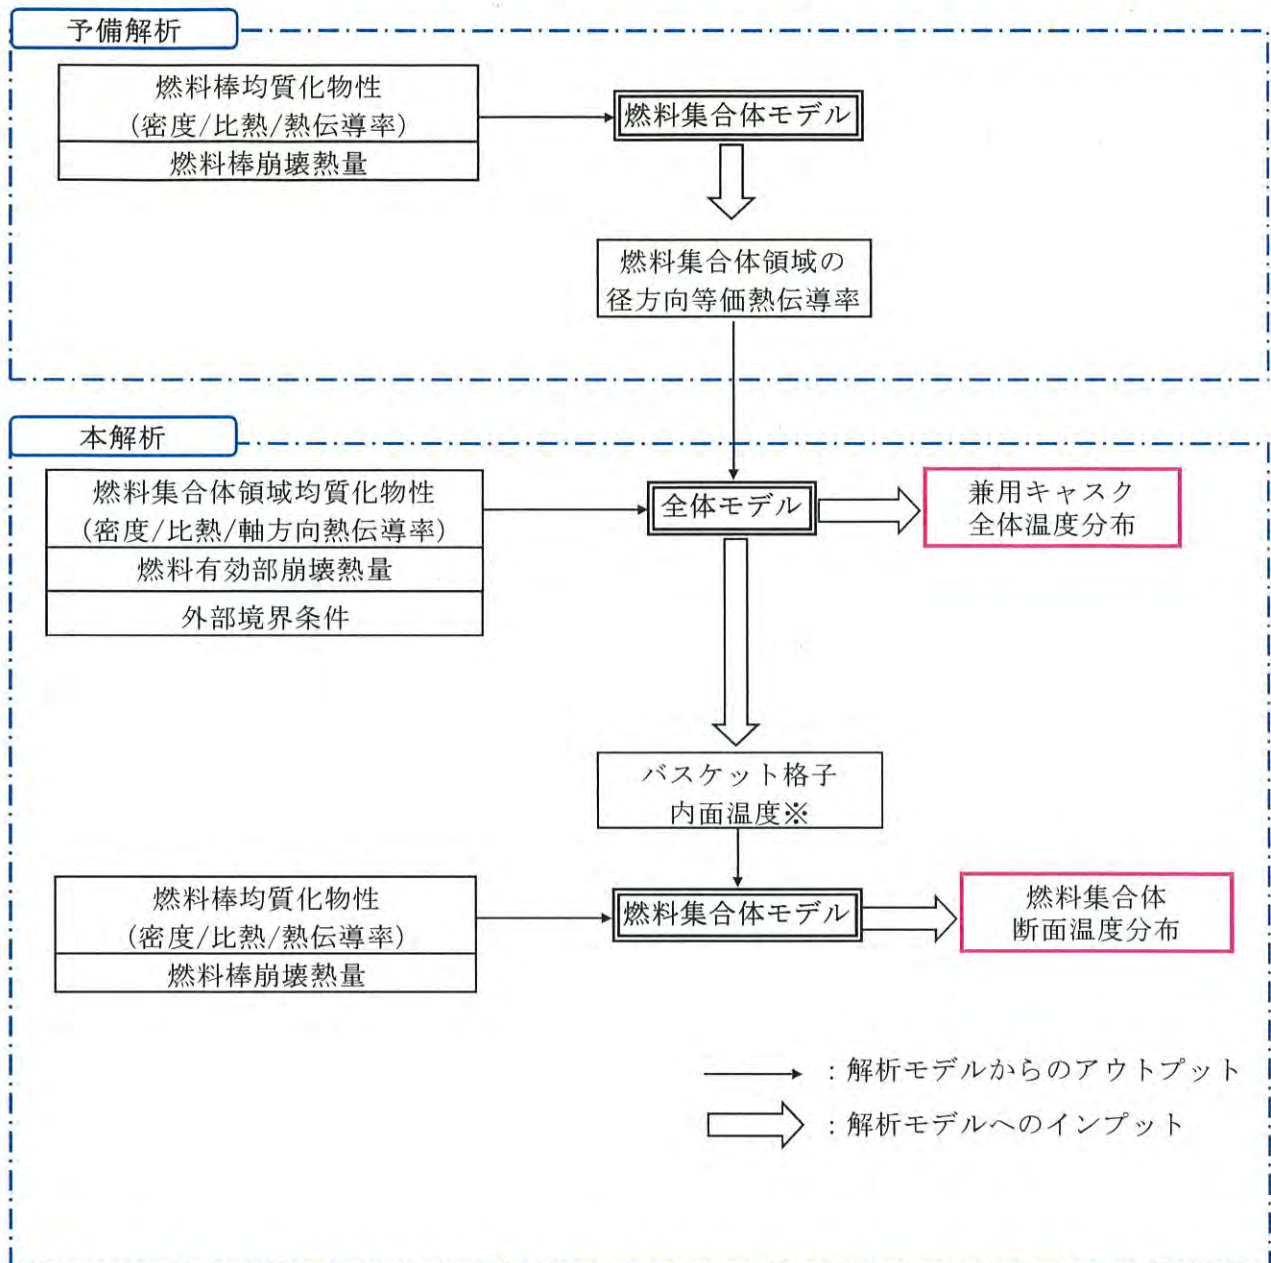 予備解析
燃料棒均質化物性
(密度/比熱/熱伝導率)
燃料棒崩壊熱量
燃料集合体モデル
燃料集合体領域の
径方向等価熱伝導率
本解析
燃料集合体領域均質化物性
(密度/比熱/軸方向熱伝導率)
燃料有効部崩壊熱量
外部境界条件
全体モデル
兼用キャスク
全体温度分布
バスケット格子
内面温度※
燃料棒均質化物性
(密度/比熱/熱伝導率)
燃料棒崩壊熱量
燃料集合体モデル
燃料集合体
断面温度分布
：解析モデルからのアウトプット
：解析モデルへのインプット